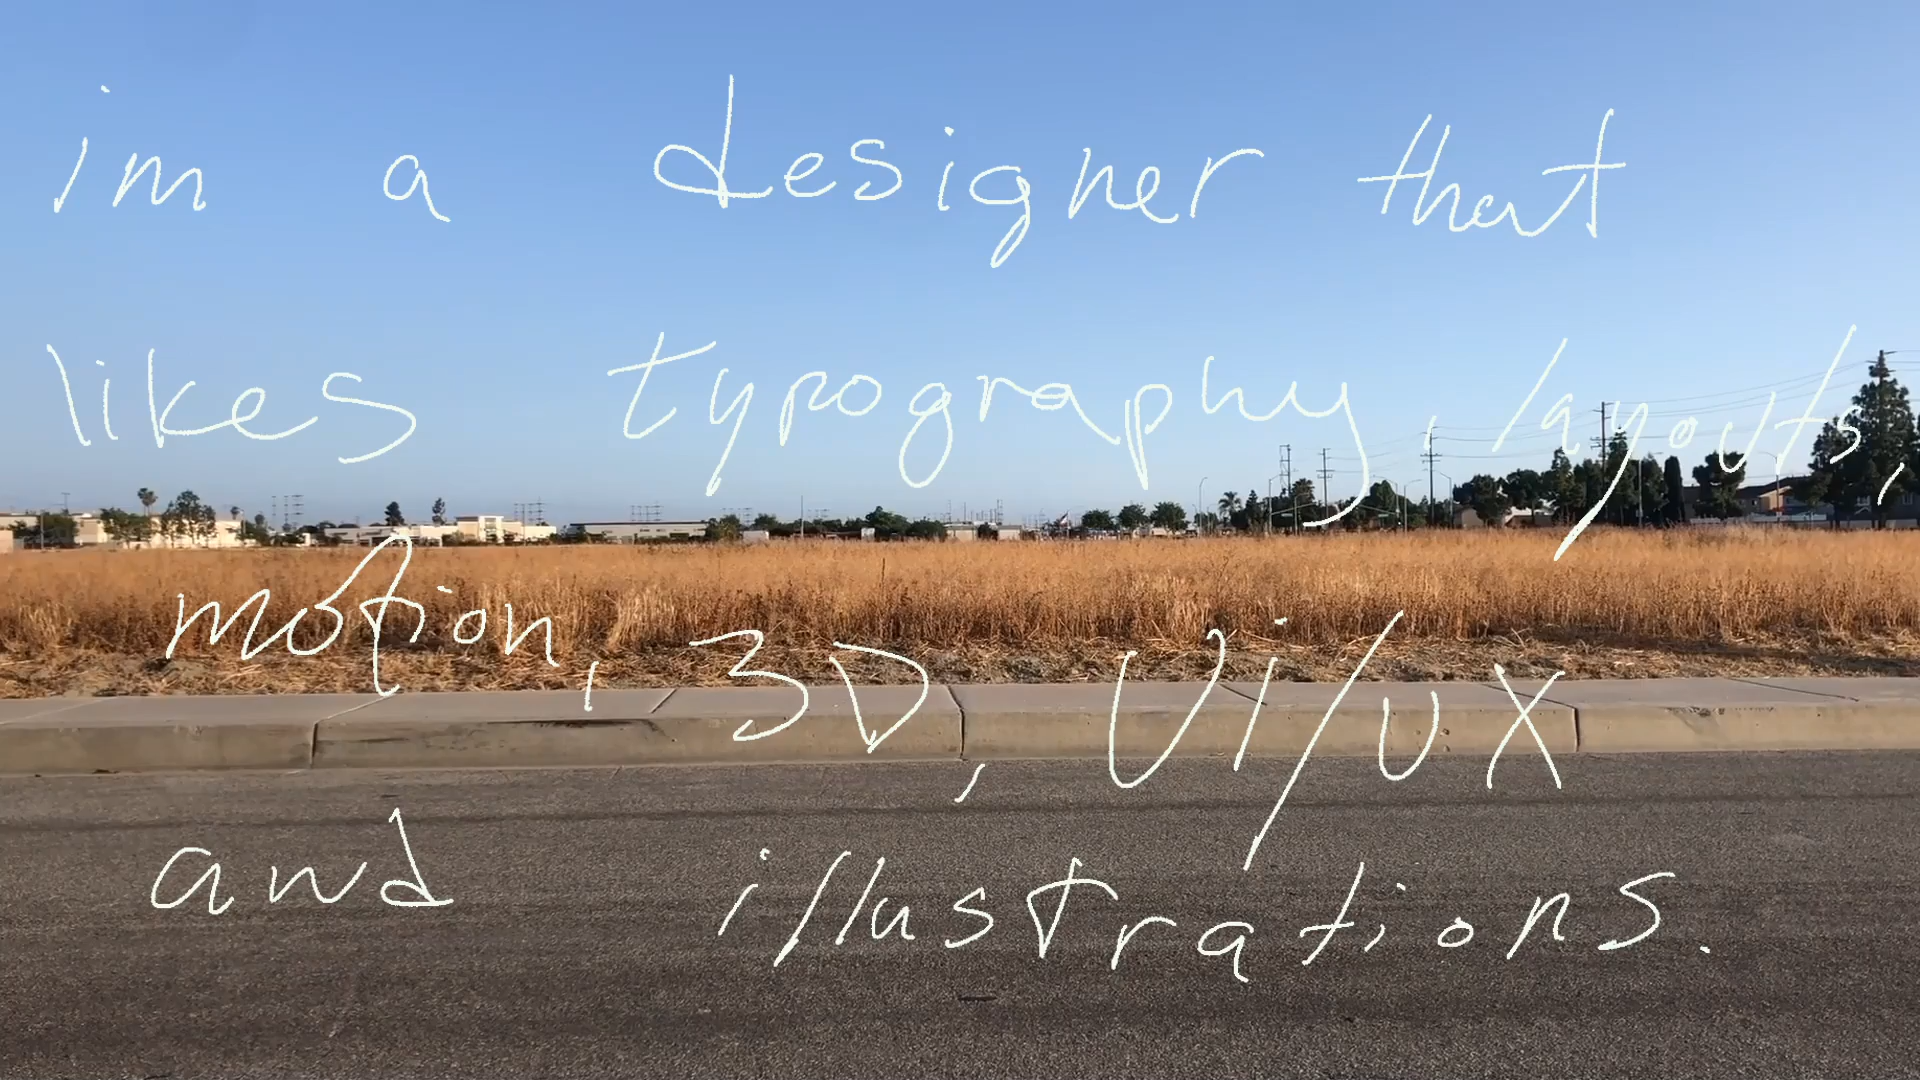 im a designer that
likes typography, layouts,
motion, 3D, Ui/ux
and illustrations.